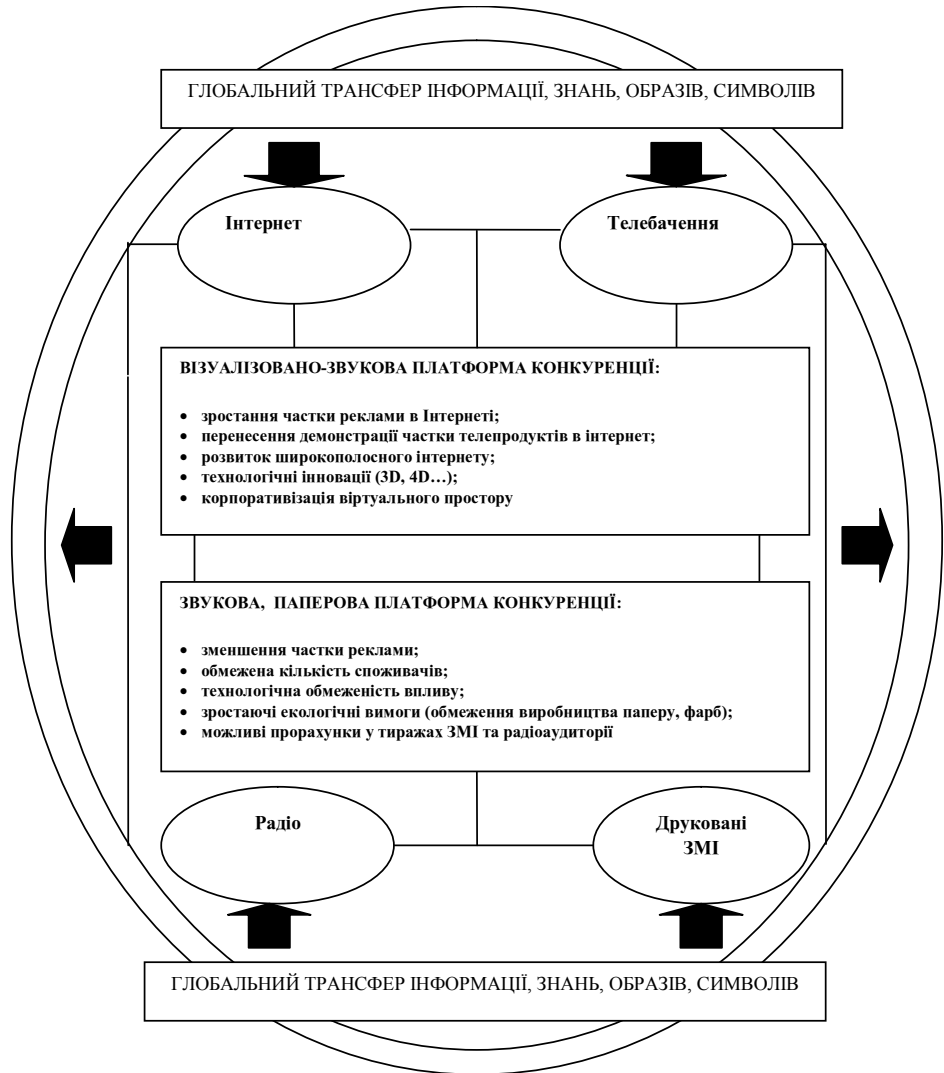 ГЛОБАЛЬНИЙ ТРАНСФЕР ІНФОРМАЦІЇ, ЗНАНЬ, ОБРАЗІВ, СИМВОЛІВ
Інтернет
Телебачення
ВІЗУАЛІЗОВАНО-ЗВУКОВА ПЛАТФОРМА КОНКУРЕНЦІЇ:
• зростання частки реклами в Інтернеті;
• перенесення демонстрації частки телепродуктів в інтернет;
• розвиток широкополосного інтернету;
• технологічні інновації (3D, 4D…);
• корпоративізація віртуального простору
ЗВУКОВА, ПАПЕРОВА ПЛАТФОРМА КОНКУРЕНЦІЇ:
• зменшення частки реклами;
• обмежена кількість споживачів;
• технологічна обмеженість впливу;
• зростаючі екологічні вимоги (обмеження виробництва паперу, фарб);
• можливі прорахунки у тиражах ЗМІ та радіоаудиторії
Радіо
Друковані
ЗМІ
ГЛОБАЛЬНИЙ ТРАНСФЕР ІНФОРМАЦІЇ, ЗНАНЬ, ОБРАЗІВ, СИМВОЛІВ